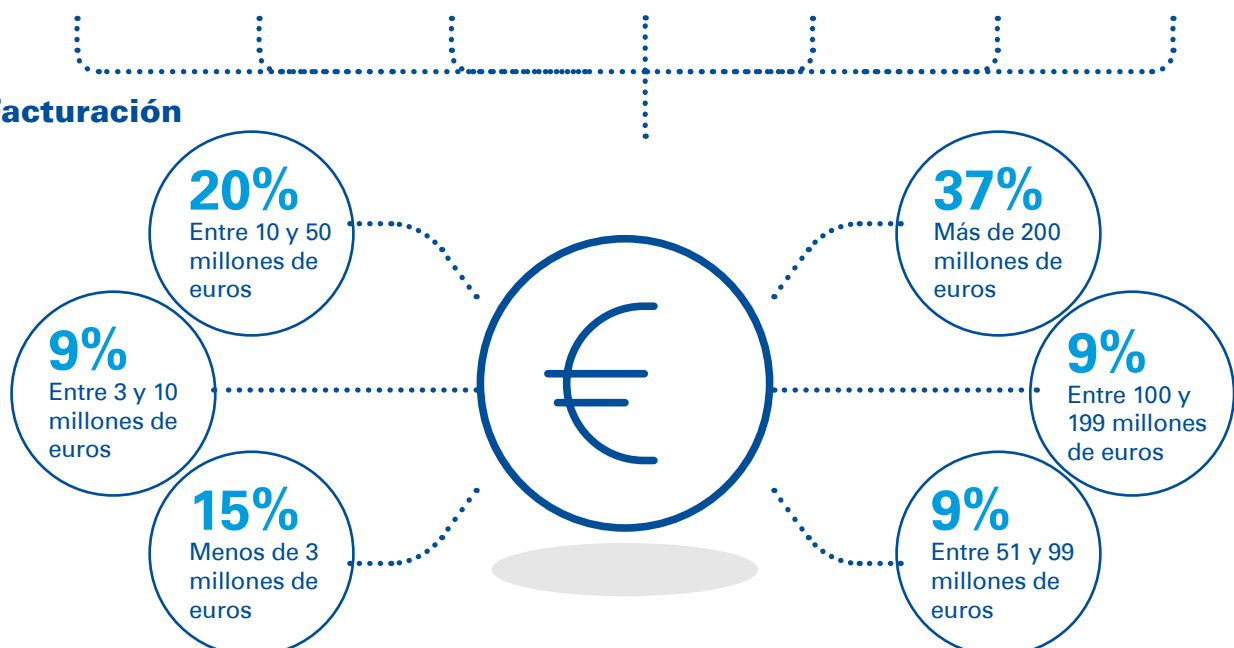 Facturación
20%
Entre 10 y 50
millones de
euros
9%
Entre 3 y 10
millones de
euros
15%
Menos de 3
millones de
euros
€
37%
Más de 200
millones de
euros
9%
Entre 100 y
199 millones
de euros
9%
Entre 51 y 99
millones de
euros